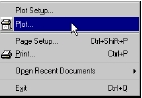 Plot Setup...
Plot...
Page Setup... Ctrl+Shift+P
Print... Ctrl+P
Open Recent Documents
Exit Ctrl+Q